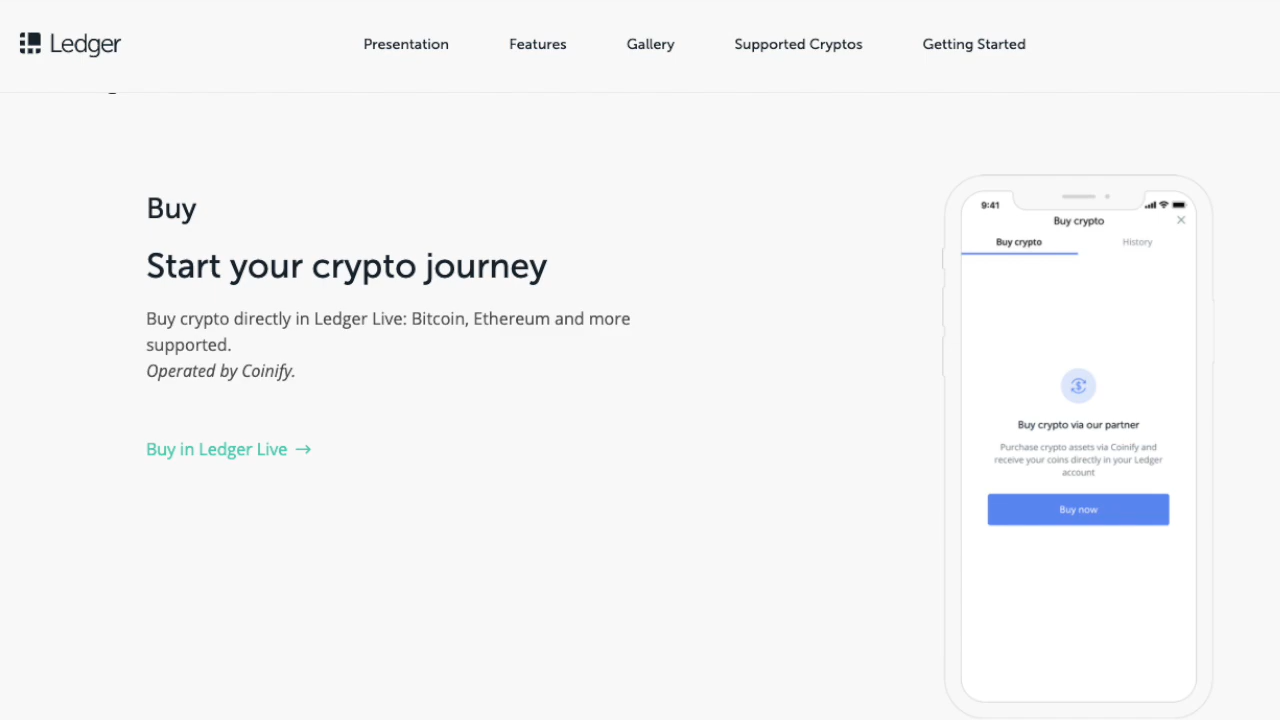 Ledger
Presentation
Features
Gallery
Supported Cryptos
Getting Started
Buy
Start your crypto journey
Buy crypto directly in Ledger Live: Bitcoin, Ethereum and more
supported.
Operated by Coinify.
Buy in Ledger Live →
9:41
Buy crypto
Buy crypto
History
Buy crypto via our partner
Purchase crypto assets via Coinify and
receive your coins directly in your Ledger
account
Buy now